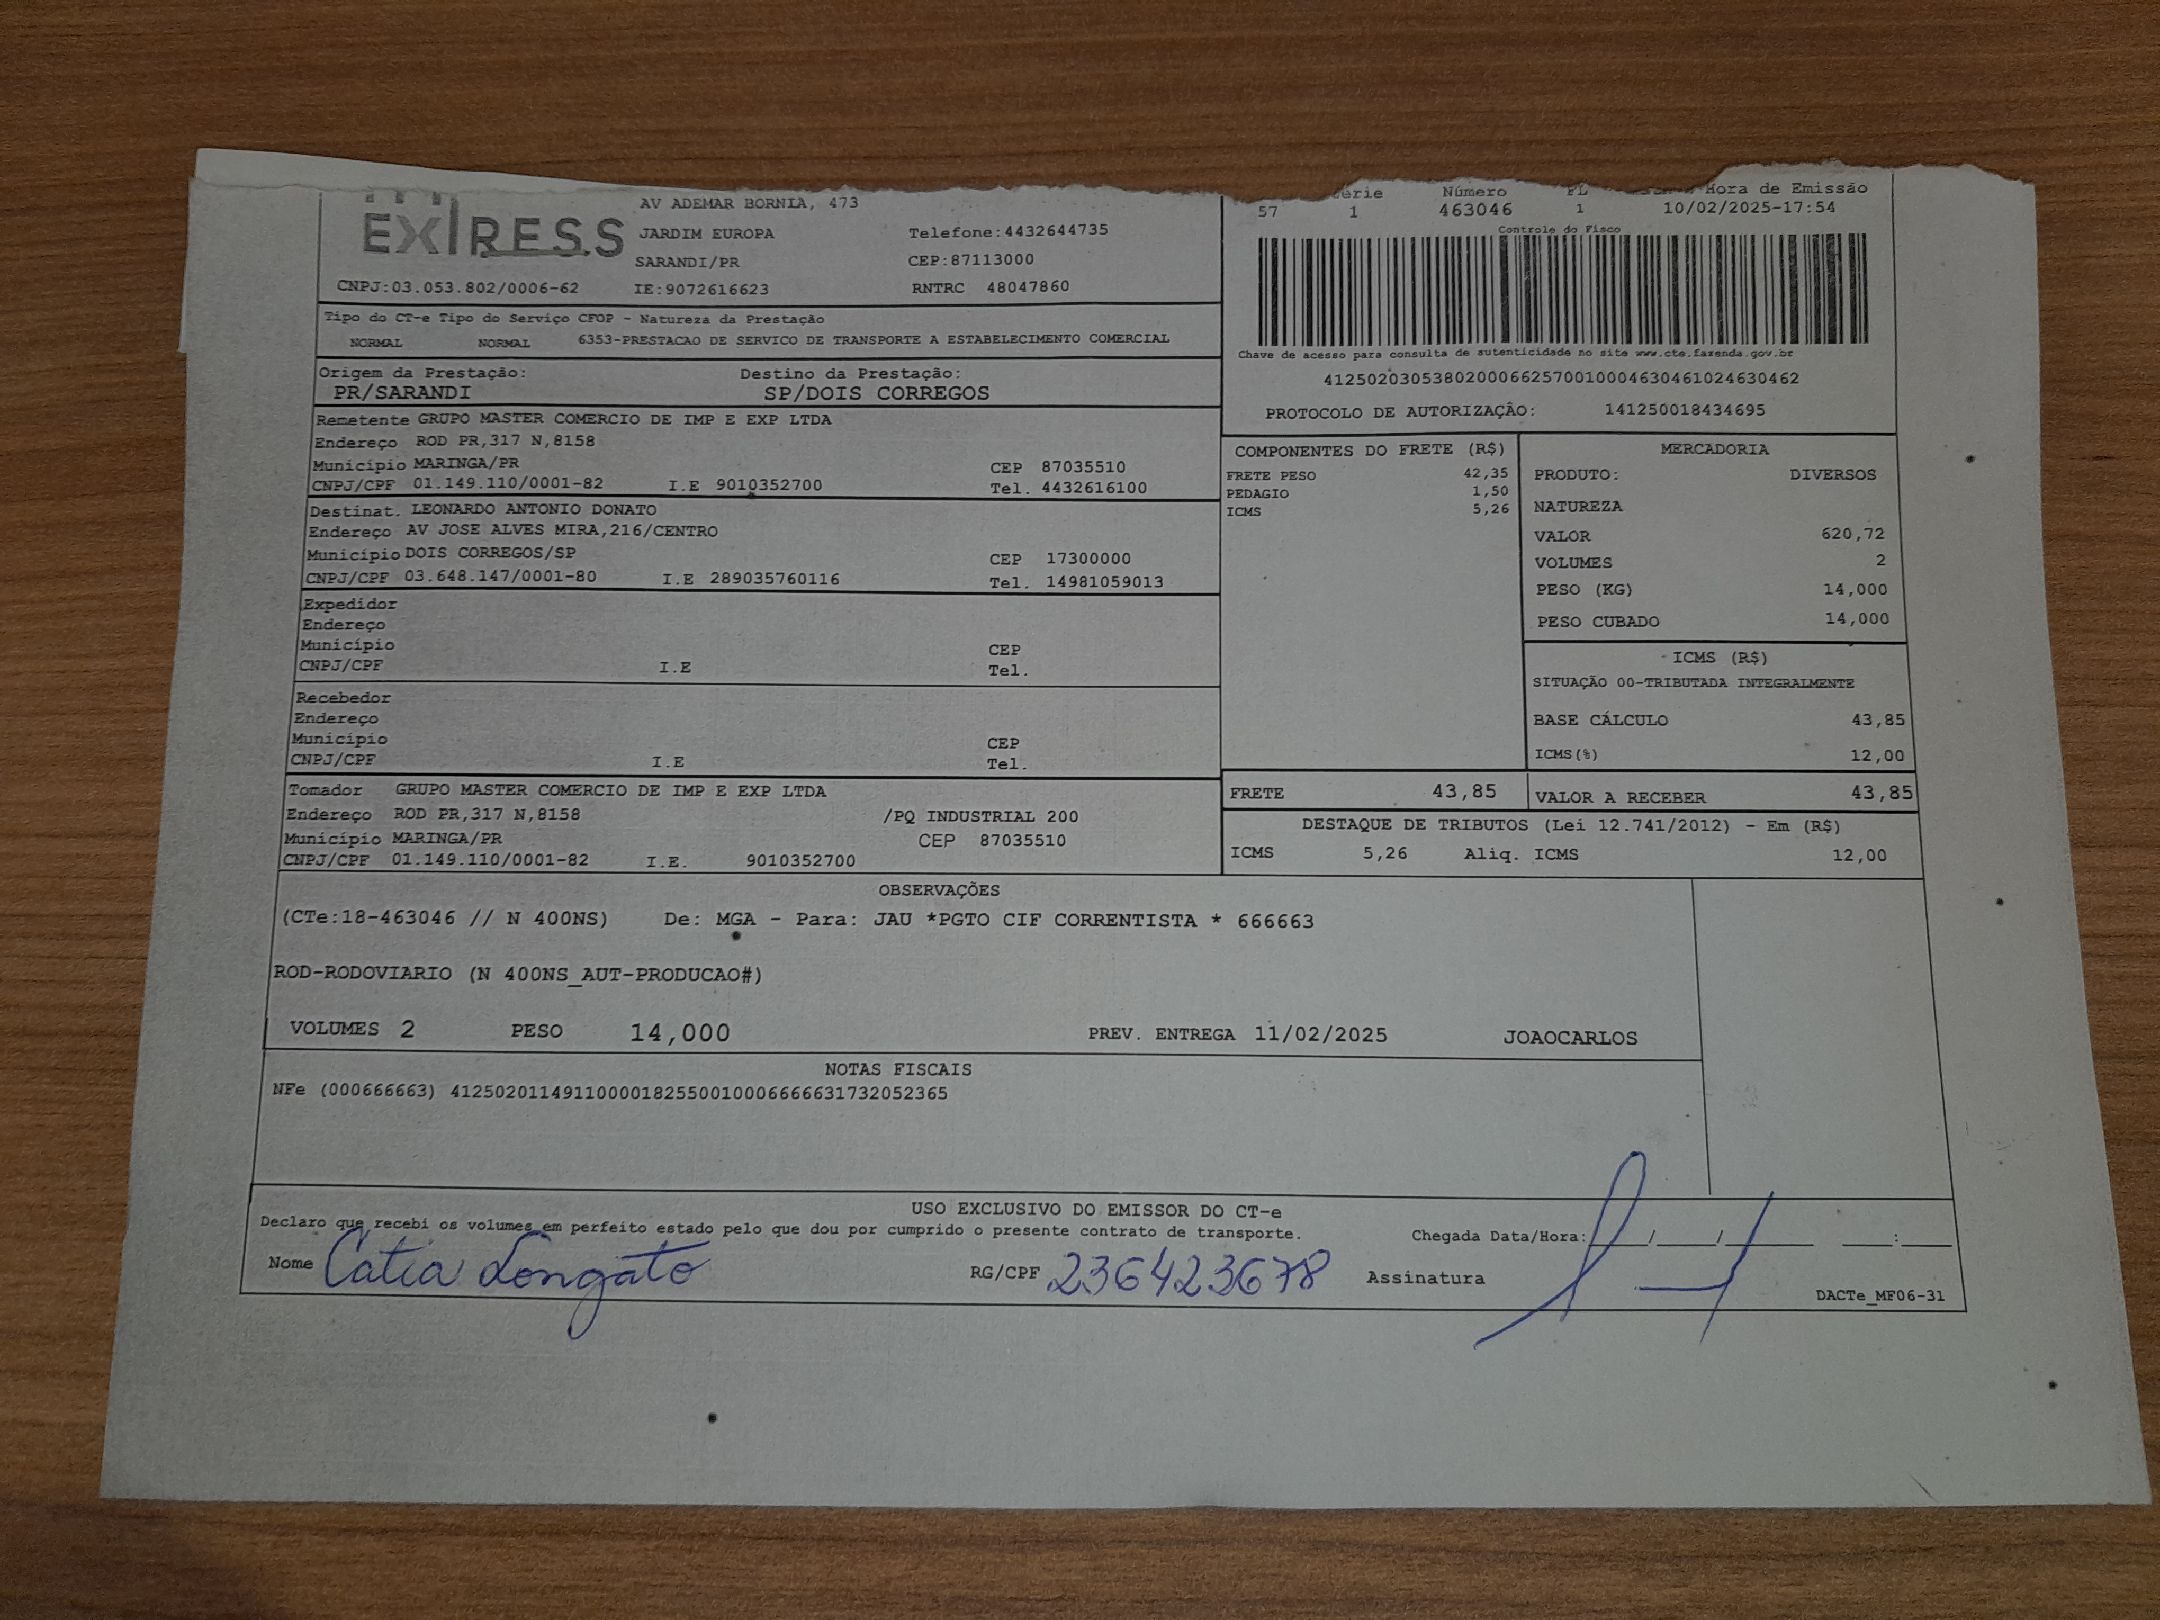 EXPRESS
AV ADEMAR BORNIA, 473
JARDIM EUROPA Telefone:4432644735
SARANDI/PR CEP:87113000
CNPJ:03.053.802/0006-62 IE:9072616623 RNTRC 48047860
Série Número FL Hora de Emissão
57 1 463046 1 10/02/2025-17:54
Controle do Fisco
Tipo do CT-e Tipo do Serviço CFOP - Natureza da Prestação
NORMAL NORMAL 6353-PRESTACAO DE SERVICO DE TRANSPORTE A ESTABELECIMENTO COMERCIAL
Chave de acesso para consulta de autenticidade no site www.cte.fazenda.gov.br
41250203053802000662570010004630461024630462
PROTOCOLO DE AUTORIZAÇÃO: 141250018434695
Origem da Prestação: Destino da Prestação:
PR/SARANDI SP/DOIS CORREGOS
Remetente GRUPO MASTER COMERCIO DE IMP E EXP LTDA
Endereço ROD PR,317 N,8158
Município MARINGA/PR CEP 87035510
CNPJ/CPF 01.149.110/0001-82 I.E 9010352700 Tel. 4432616100
Destinat. LEONARDO ANTONIO DONATO
Endereço AV JOSE ALVES MIRA,216/CENTRO
Município DOIS CORREGOS/SP CEP 17300000
CNPJ/CPF 03.648.147/0001-80 I.E 289035760116 Tel. 14981059013
Expedidor
Endereço
Município CEP
CNPJ/CPF I.E Tel.
Recebedor
Endereço
Município CEP
CNPJ/CPF I.E Tel.
Tomador GRUPO MASTER COMERCIO DE IMP E EXP LTDA
Endereço ROD PR,317 N,8158 /PQ INDUSTRIAL 200
Município MARINGA/PR CEP 87035510
CNPJ/CPF 01.149.110/0001-82 I.E. 9010352700
COMPONENTES DO FRETE (R$)
FRETE PESO 42,35
PEDAGIO 1,50
ICMS 5,26
MERCADORIA
PRODUTO: DIVERSOS
NATUREZA
VALOR 620,72
VOLUMES 2
PESO (KG) 14,000
PESO CUBADO 14,000
ICMS (R$)
SITUAÇÃO 00-TRIBUTADA INTEGRALMENTE
BASE CÁLCULO 43,85
ICMS(%) 12,00
FRETE 43,85 VALOR A RECEBER 43,85
DESTAQUE DE TRIBUTOS (Lei 12.741/2012) - Em (R$)
ICMS 5,26 Aliq. ICMS 12,00
OBSERVAÇÕES
(CTe:18-463046 // N 400NS) De: MGA - Para: JAU *PGTO CIF CORRENTISTA * 666663
ROD-RODOVIARIO (N 400NS_AUT-PRODUCAO#)
VOLUMES 2 PESO 14,000 PREV. ENTREGA 11/02/2025 JOAOCARLOS
NOTAS FISCAIS
NFe (000666663) 41250201149110000182550010006666631732052365
USO EXCLUSIVO DO EMISSOR DO CT-e
Declaro que recebi os volumes em perfeito estado pelo que dou por cumprido o presente contrato de transporte. Chegada Data/Hora:____/____/____ ____:____
Nome Catia Longato RG/CPF 236423678 Assinatura
DACTe_MF06-31